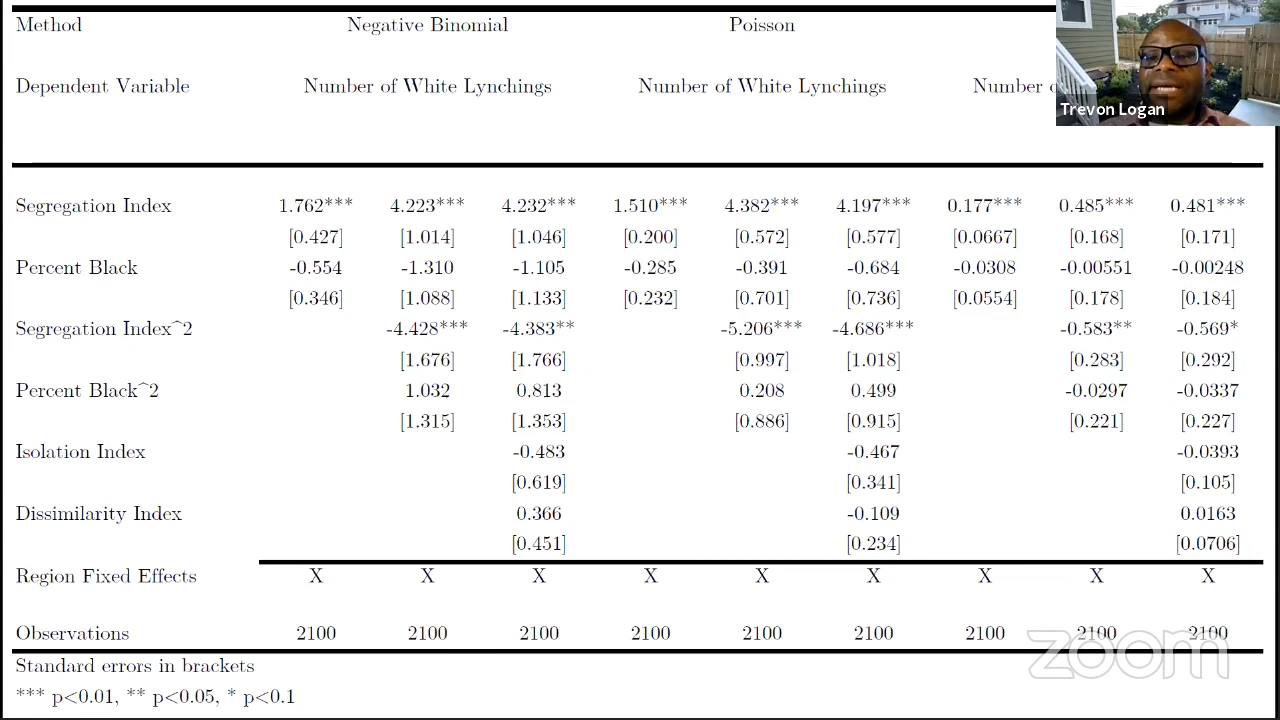 Method Negative Binomial Poisson
Dependent Variable Number of White Lynchings Number of White Lynchings Number
Trevon Logan
Segregation Index 1.762*** 4.223*** 4.232*** 1.510*** 4.382*** 4.197*** 0.177*** 0.485*** 0.481***
[0.427] [1.014] [1.046] [0.200] [0.572] [0.577] [0.0667] [0.168] [0.171]
Percent Black -0.554 -1.310 -1.105 -0.285 -0.391 -0.684 -0.0308 -0.00551 -0.00248
[0.346] [1.088] [1.133] [0.232] [0.701] [0.736] [0.0554] [0.178] [0.184]
Segregation Index^2 -4.428*** -4.383** -5.206*** -4.686*** -0.583** -0.569*
[1.676] [1.766] [0.997] [1.018] [0.283] [0.292]
Percent Black^2 1.032 0.813 0.208 0.499 -0.0297 -0.0337
[1.315] [1.353] [0.886] [0.915] [0.221] [0.227]
Isolation Index -0.483 -0.467 -0.0393
[0.619] [0.341] [0.105]
Dissimilarity Index 0.366 -0.109 0.0163
[0.451] [0.234] [0.0706]
Region Fixed Effects X X X X X X X X X
Observations 2100 2100 2100 2100 2100 2100 2100 2100 2100
zoom
Standard errors in brackets
*** p<0.01, ** p<0.05, * p<0.1